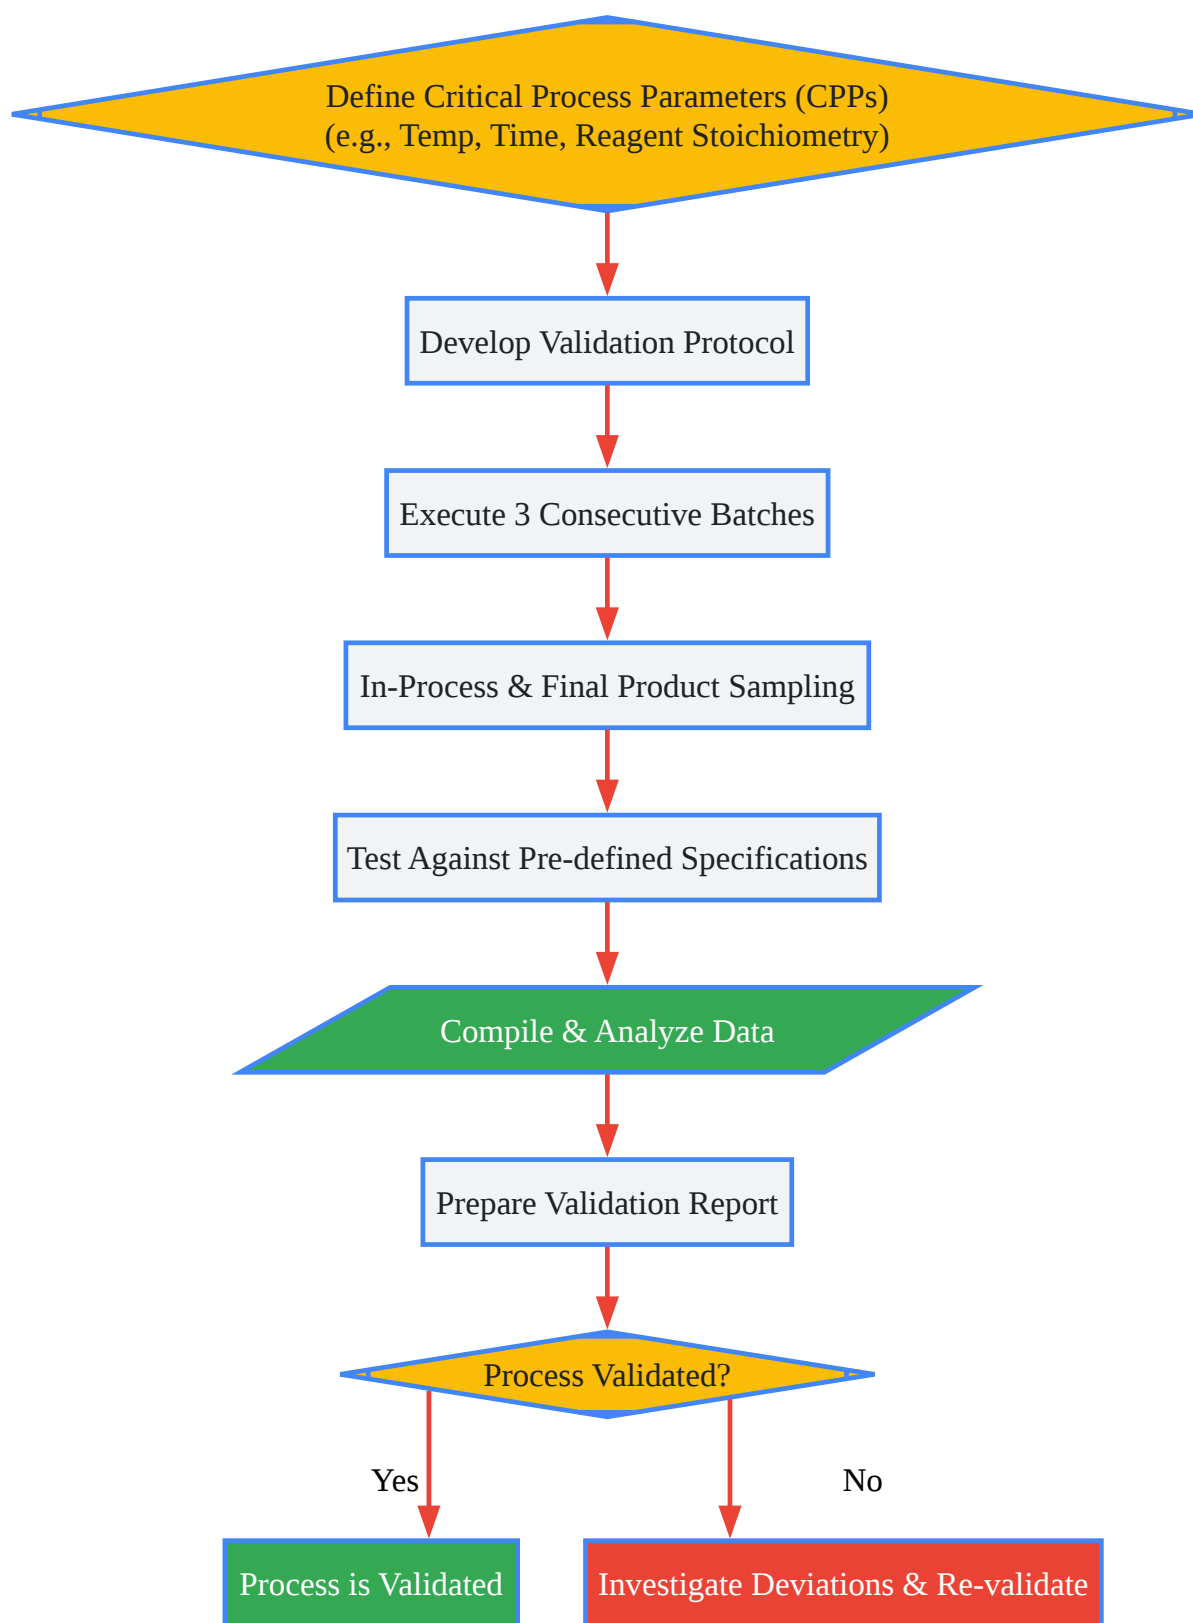 Define Critical Process Parameters (CPPs)
(e.g., Temp, Time, Reagent Stoichiometry)
Develop Validation Protocol
Execute 3 Consecutive Batches
In-Process & Final Product Sampling
Test Against Pre-defined Specifications
Compile & Analyze Data
Prepare Validation Report
Process Validated?
Yes
No
Process is Validated
Investigate Deviations & Re-validate